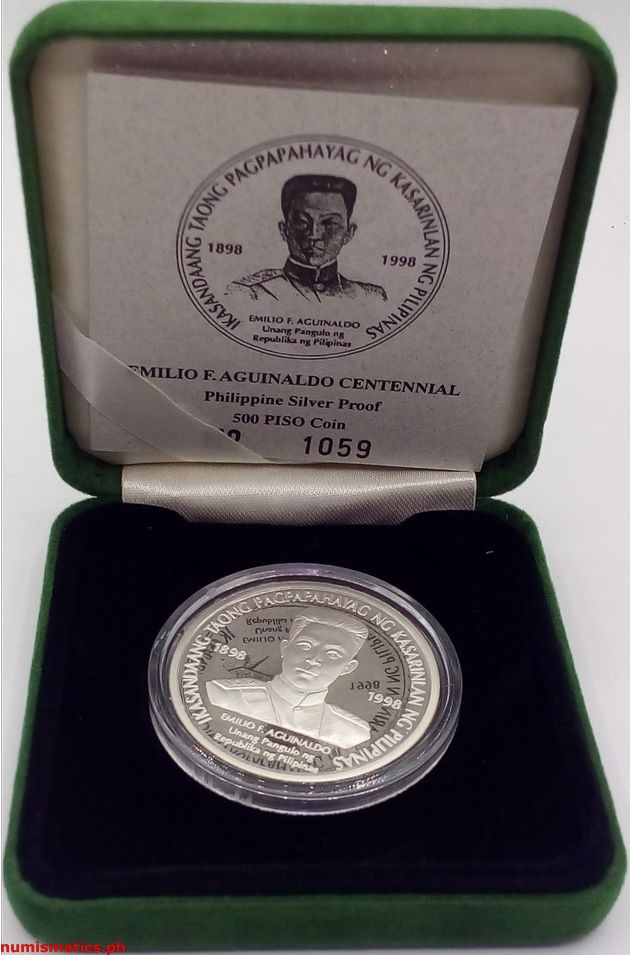 IKASANDAANG TAONG PAGPAPAHAYAG NG KASARINLAN NG PILIPINAS
1898
1998
EMILIO F. AGUINALDO
Unang Pangulo ng
Republika ng Pilipinas
EMILIO F. AGUINALDO CENTENNIAL
Philippine Silver Proof
500 PISO Coin
1059
IKASANDAANG TAONG PAGPAPAHAYAG NG KASARINLAN NG PILIPINAS
1898
1998
EMILIO F. AGUINALDO
Unang Pangulo ng
Republika ng Pilipinas
numismatics.ph